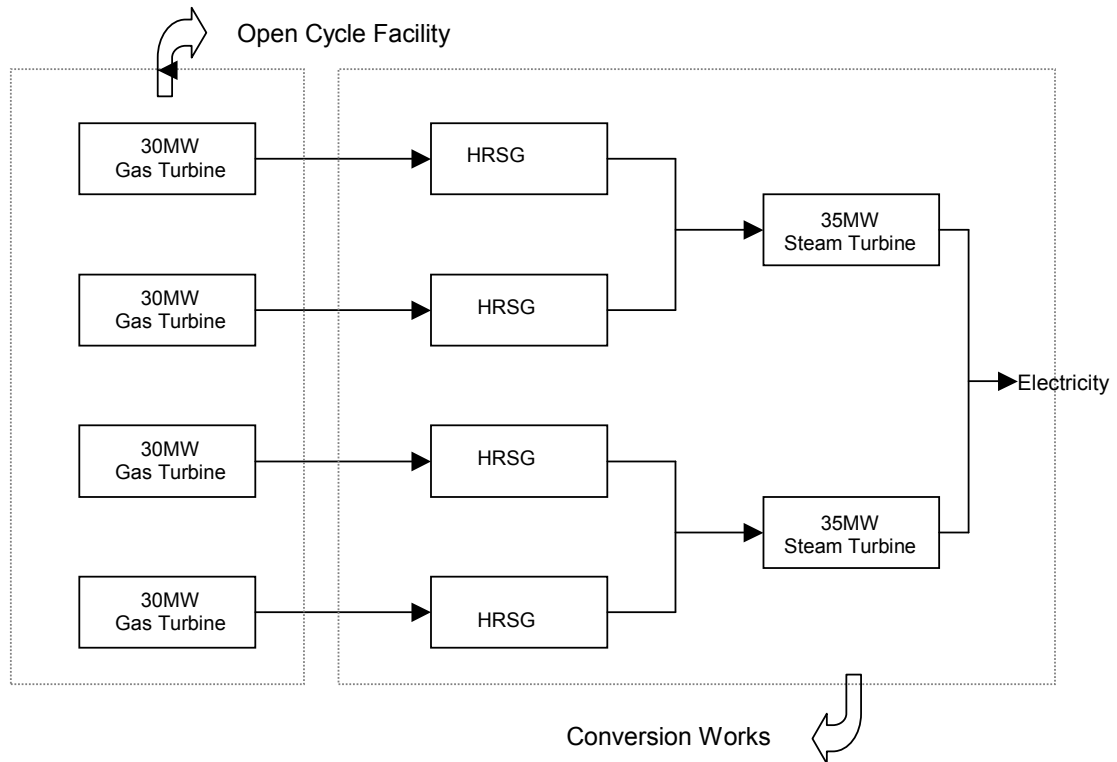 Open Cycle Facility
30MW
Gas Turbine
HRSG
35MW
Steam Turbine
30MW
Gas Turbine
HRSG
Electricity
30MW
Gas Turbine
HRSG
35MW
Steam Turbine
30MW
Gas Turbine
HRSG
Conversion Works